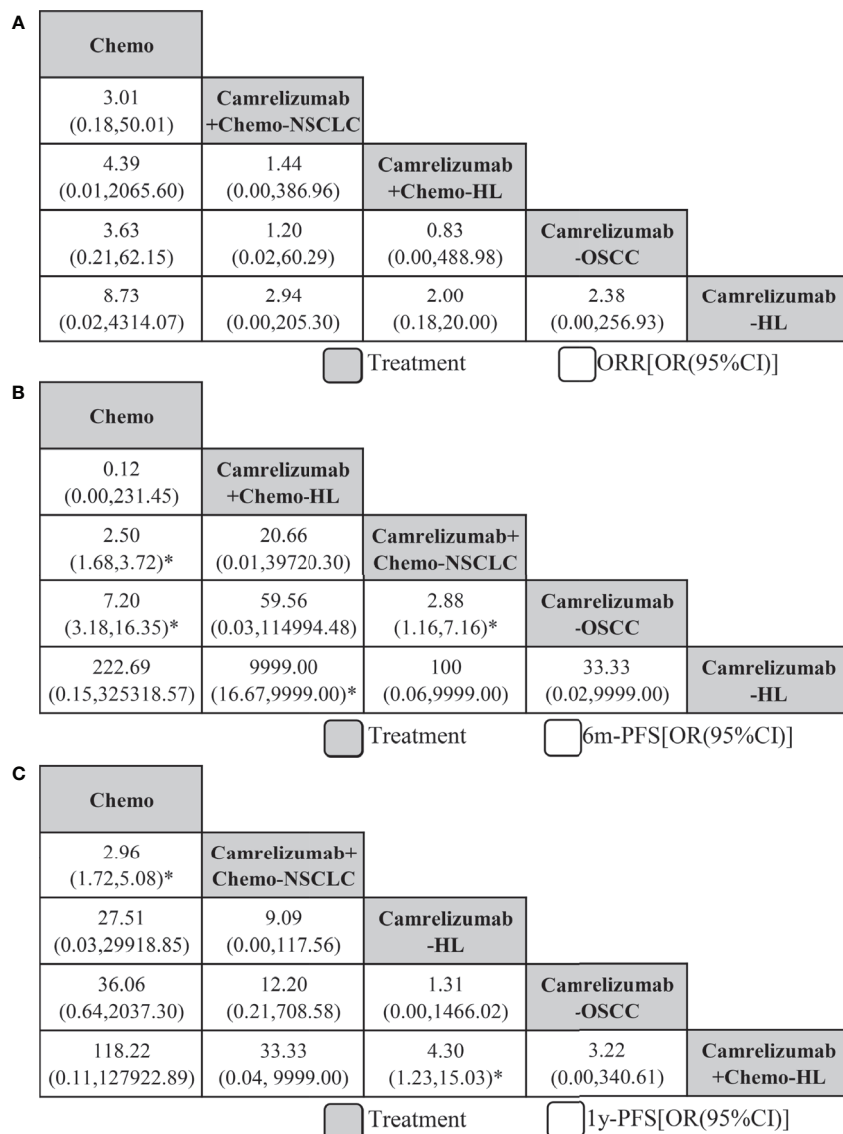 A
Chemo
3.01
(0.18,50.01)
Camrelizumab
+Chemo-NSCLC
4.39
(0.01,2065.60)
1.44
(0.00,386.96)
Camrelizumab
+Chemo-HL
3.63
(0.21,62.15)
1.20
(0.02,60.29)
0.83
(0.00,488.98)
Camrelizumab
-OSCC
8.73
(0.02,4314.07)
2.94
(0.00,205.30)
2.00
(0.18,20.00)
2.38
(0.00,256.93)
Camrelizumab
-HL
Treatment
ORR[OR(95%CI)]
B
Chemo
0.12
(0.00,231.45)
Camrelizumab
+Chemo-HL
2.50
(1.68,3.72)*
20.66
(0.01,39720.30)
Camrelizumab+
Chemo-NSCLC
7.20
(3.18,16.35)*
59.56
(0.03,114994.48)
2.88
(1.16,7.16)*
Camrelizumab
-OSCC
222.69
(0.15,325318.57)
9999.00
(16.67,9999.00)*
100
(0.06,9999.00)
33.33
(0.02,9999.00)
Camrelizumab
-HL
Treatment
6m-PFS[OR(95%CI)]
C
Chemo
2.96
(1.72,5.08)*
Camrelizumab+
Chemo-NSCLC
27.51
(0.03,29918.85)
9.09
(0.00,117.56)
Camrelizumab
-HL
36.06
(0.64,2037.30)
12.20
(0.21,708.58)
1.31
(0.00,1466.02)
Camrelizumab
-OSCC
118.22
(0.11,127922.89)
33.33
(0.04, 9999.00)
4.30
(1.23,15.03)*
3.22
(0.00,340.61)
Camrelizumab
+Chemo-HL
Treatment
1y-PFS[OR(95%CI)]